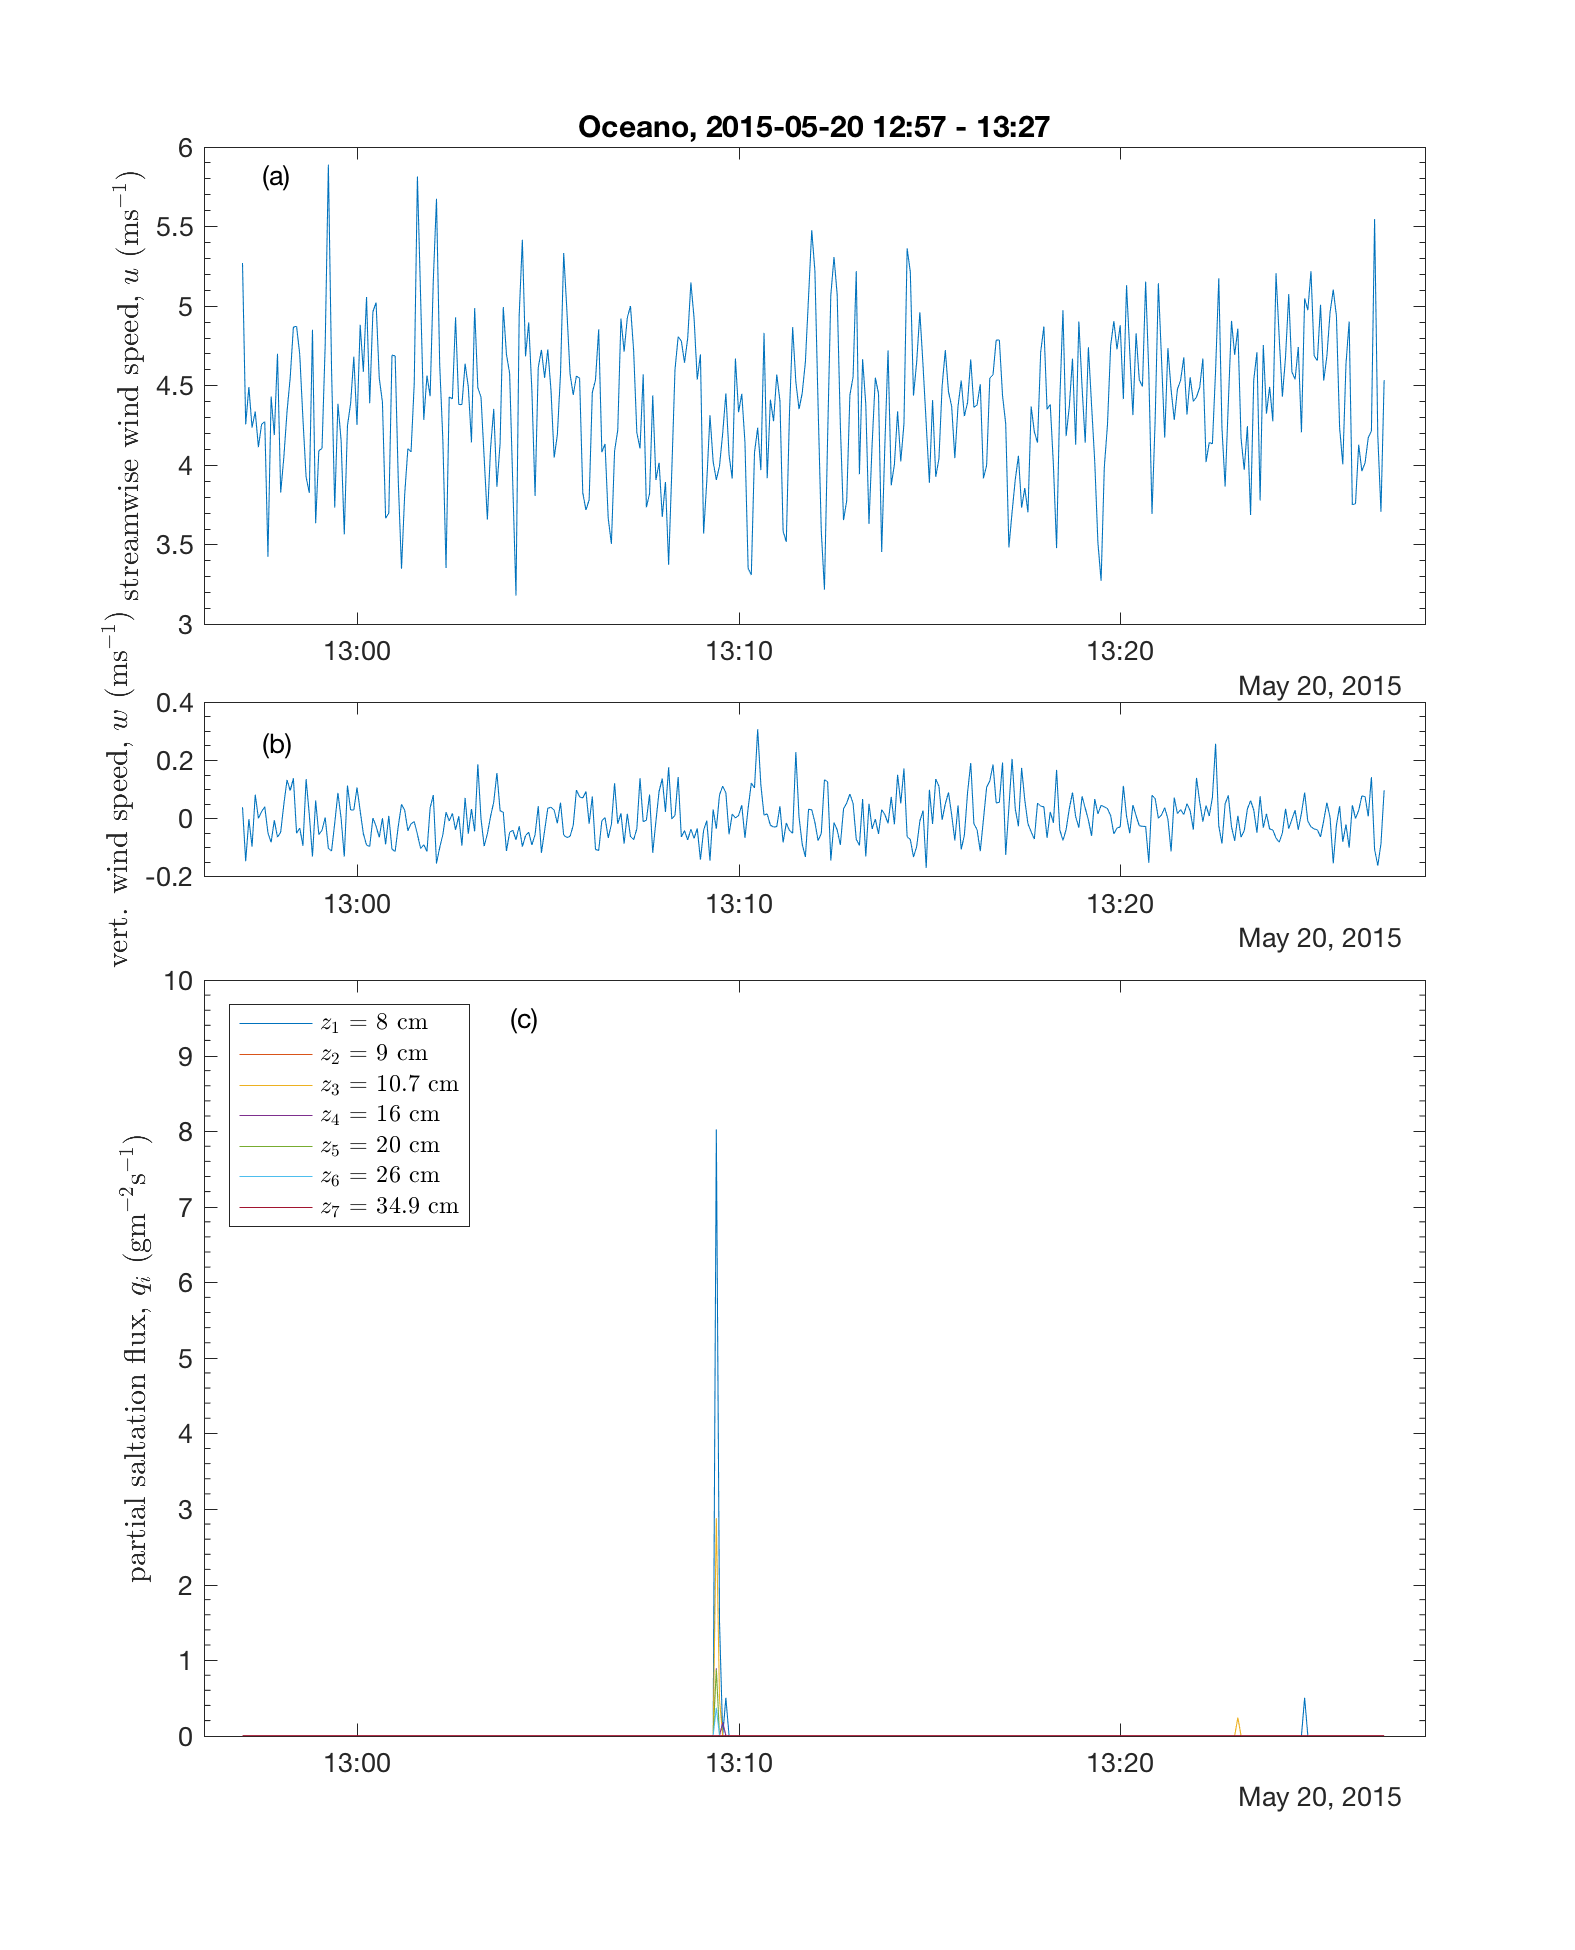 Oceano, 2015-05-20 12:57 - 13:27
(a)
streamwise wind speed, u (ms⁻¹)
6
5.5
5
4.5
4
3.5
3
13:00 13:10 13:20
May 20, 2015
(b)
vert. wind speed, w (ms⁻¹)
0.4
0.2
0
-0.2
13:00 13:10 13:20
May 20, 2015
(c)
partial saltation flux, qᵢ (gm⁻²s⁻¹)
10
9
8
7
6
5
4
3
2
1
0
z₁ = 8 cm
z₂ = 9 cm
z₃ = 10.7 cm
z₄ = 16 cm
z₅ = 20 cm
z₆ = 26 cm
z₇ = 34.9 cm
13:00 13:10 13:20
May 20, 2015